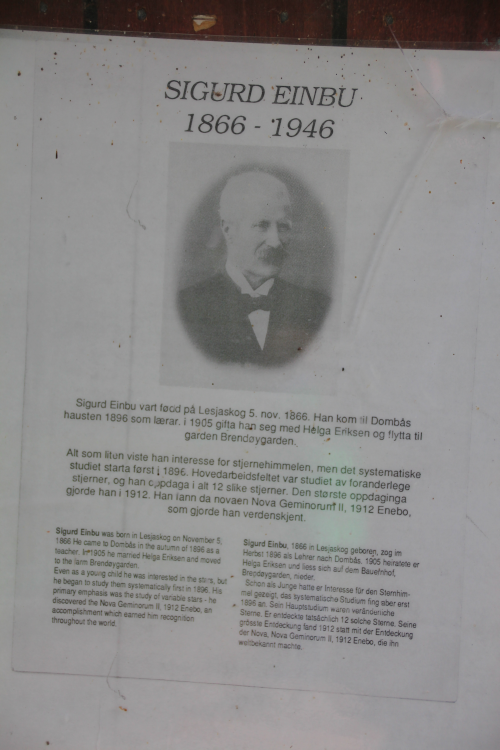 SIGURD EINBU
1866 - 1946
Sigurd Einbu vart fødd på Lesjaskog 5. nov. 1866. Han kom til Dombås
hausten 1896 som lærar. i 1905 gifta han seg med Helga Eriksen og flytta til
garden Brendøygarden.
Alt som liten viste han interesse for stjernehimmelen, men det systematiske
studiet starta først i 1896. Hovedarbeidsfeltet var studiet av foranderlege
stjerner, og han oppdaga i alt 12 slike stjerner. Den største oppdaginga
gjorde han i 1912. Han fann da novaen Nova Geminorum II, 1912 Enebo,
som gjorde han verdenskjent.
Sigurd Einbu was born in Lesjaskog on November 5,
1866 He came to Dombås in the autumn of 1896 as a
teacher. In 1905 he married Helga Eriksen and moved
to the farm Brendøygarden.
Even as a young child he was interested in the stars, but
he began to study them systematically first in 1896. His
primary emphasis was the study of variable stars - he
discovered the Nova Geminorum II, 1912 Enebo, an
accomplishment which earned him recognition
throughout the world.
Sigurd Einbu, 1866 in Lesjaskog geboren, zog im
Herbst 1896 als Lehrer nach Dombås. 1905 heiratete er
Helga Eriksen und liess sich auf dem Bauernhof,
Brendøygarden, nieder.
Schon als Junge hatte er Interesse für den Sternhim-
mel gezeigt, das systematische Studium fing aber erst
1896 an. Sein Hauptstudium waren veränderliche
Sterne. Er entdeckte tatsächlich 12 solche Sterne. Seine
grösste Entdeckung fand 1912 statt mit der Entdeckung
der Nova, Nova Geminorum II, 1912 Enebo, die ihn
weltbekannt machte.